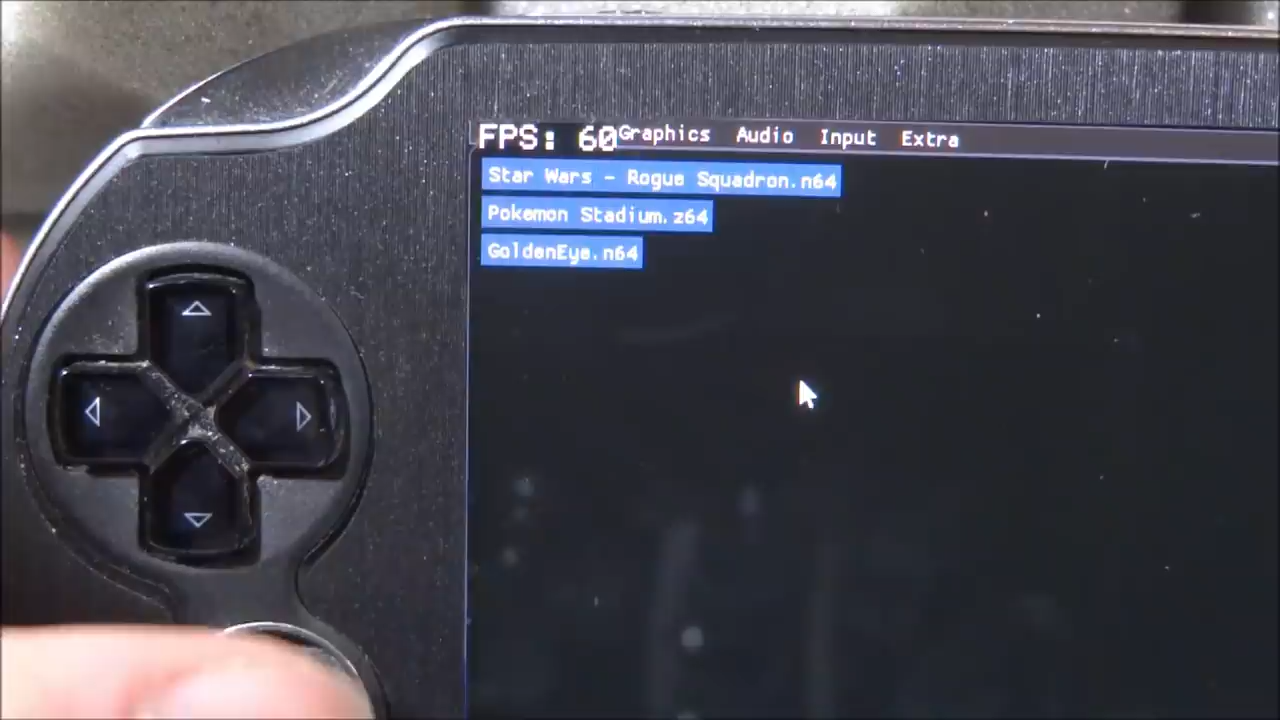 FPS: 60 Graphics Audio Input Extra
Star Wars - Rogue Squadron.n64
Pokemon Stadium.z64
GoldenEye.n64